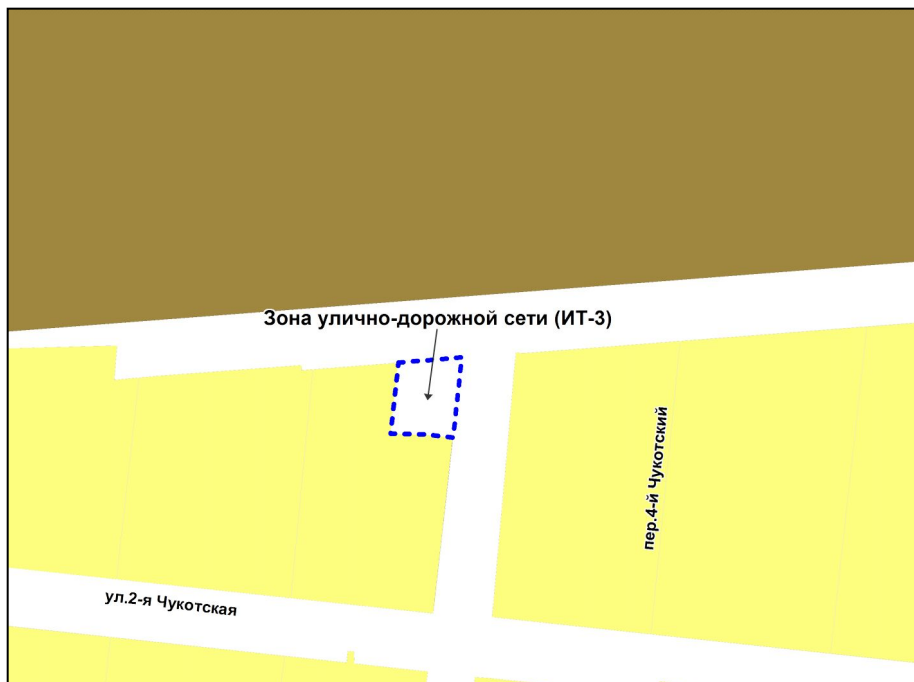 Зона улично-дорожной сети (ИТ-3)
пер.4-й Чукотский
ул.2-я Чукотская